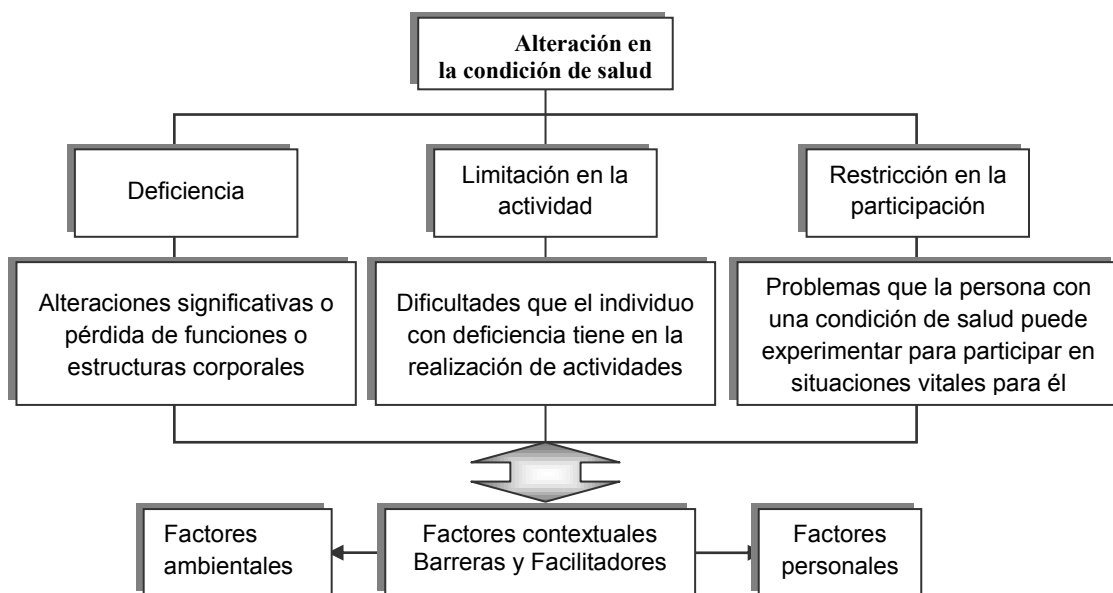 Alteración en
la condición de salud
Deficiencia
Limitación en la
actividad
Restricción en la
participación
Alteraciones significativas o
pérdida de funciones o
estructuras corporales
Dificultades que el individuo
con deficiencia tiene en la
realización de actividades
Problemas que la persona con
una condición de salud puede
experimentar para participar en
situaciones vitales para él
Factores
ambientales
Factores contextuales
Barreras y Facilitadores
Factores
personales